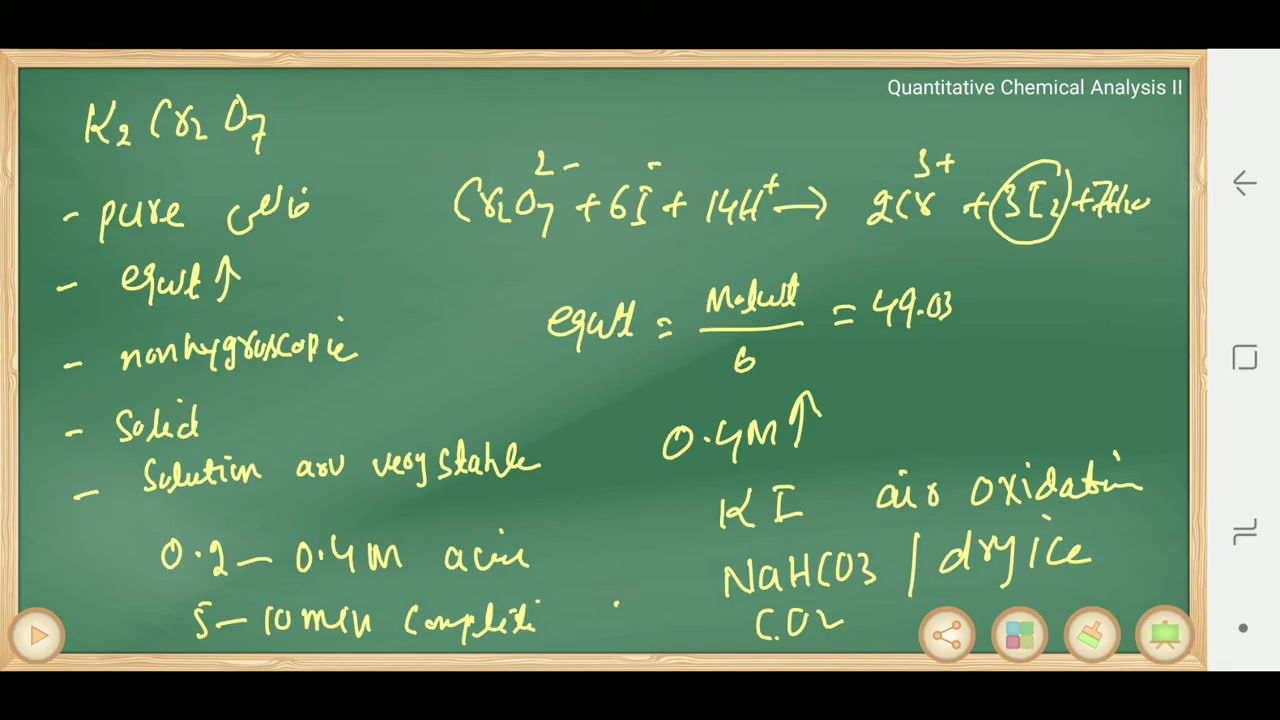 Quantitative Chemical Analysis II
K2Cr2O7
Cr2O7 2- + 6I- + 14H+ → 2Cr 3+ + 3I2 + 7H2O
- pure
- eqwt ↑
eqwt = Molwt / 6 = 49.03
- nonhygroscopic
- Solid
0.4M ↑
- Solution are very stable
KI air oxidation
0.2 - 0.4M acid
NaHCO3 / dry ice
5 - 10 min
CO2